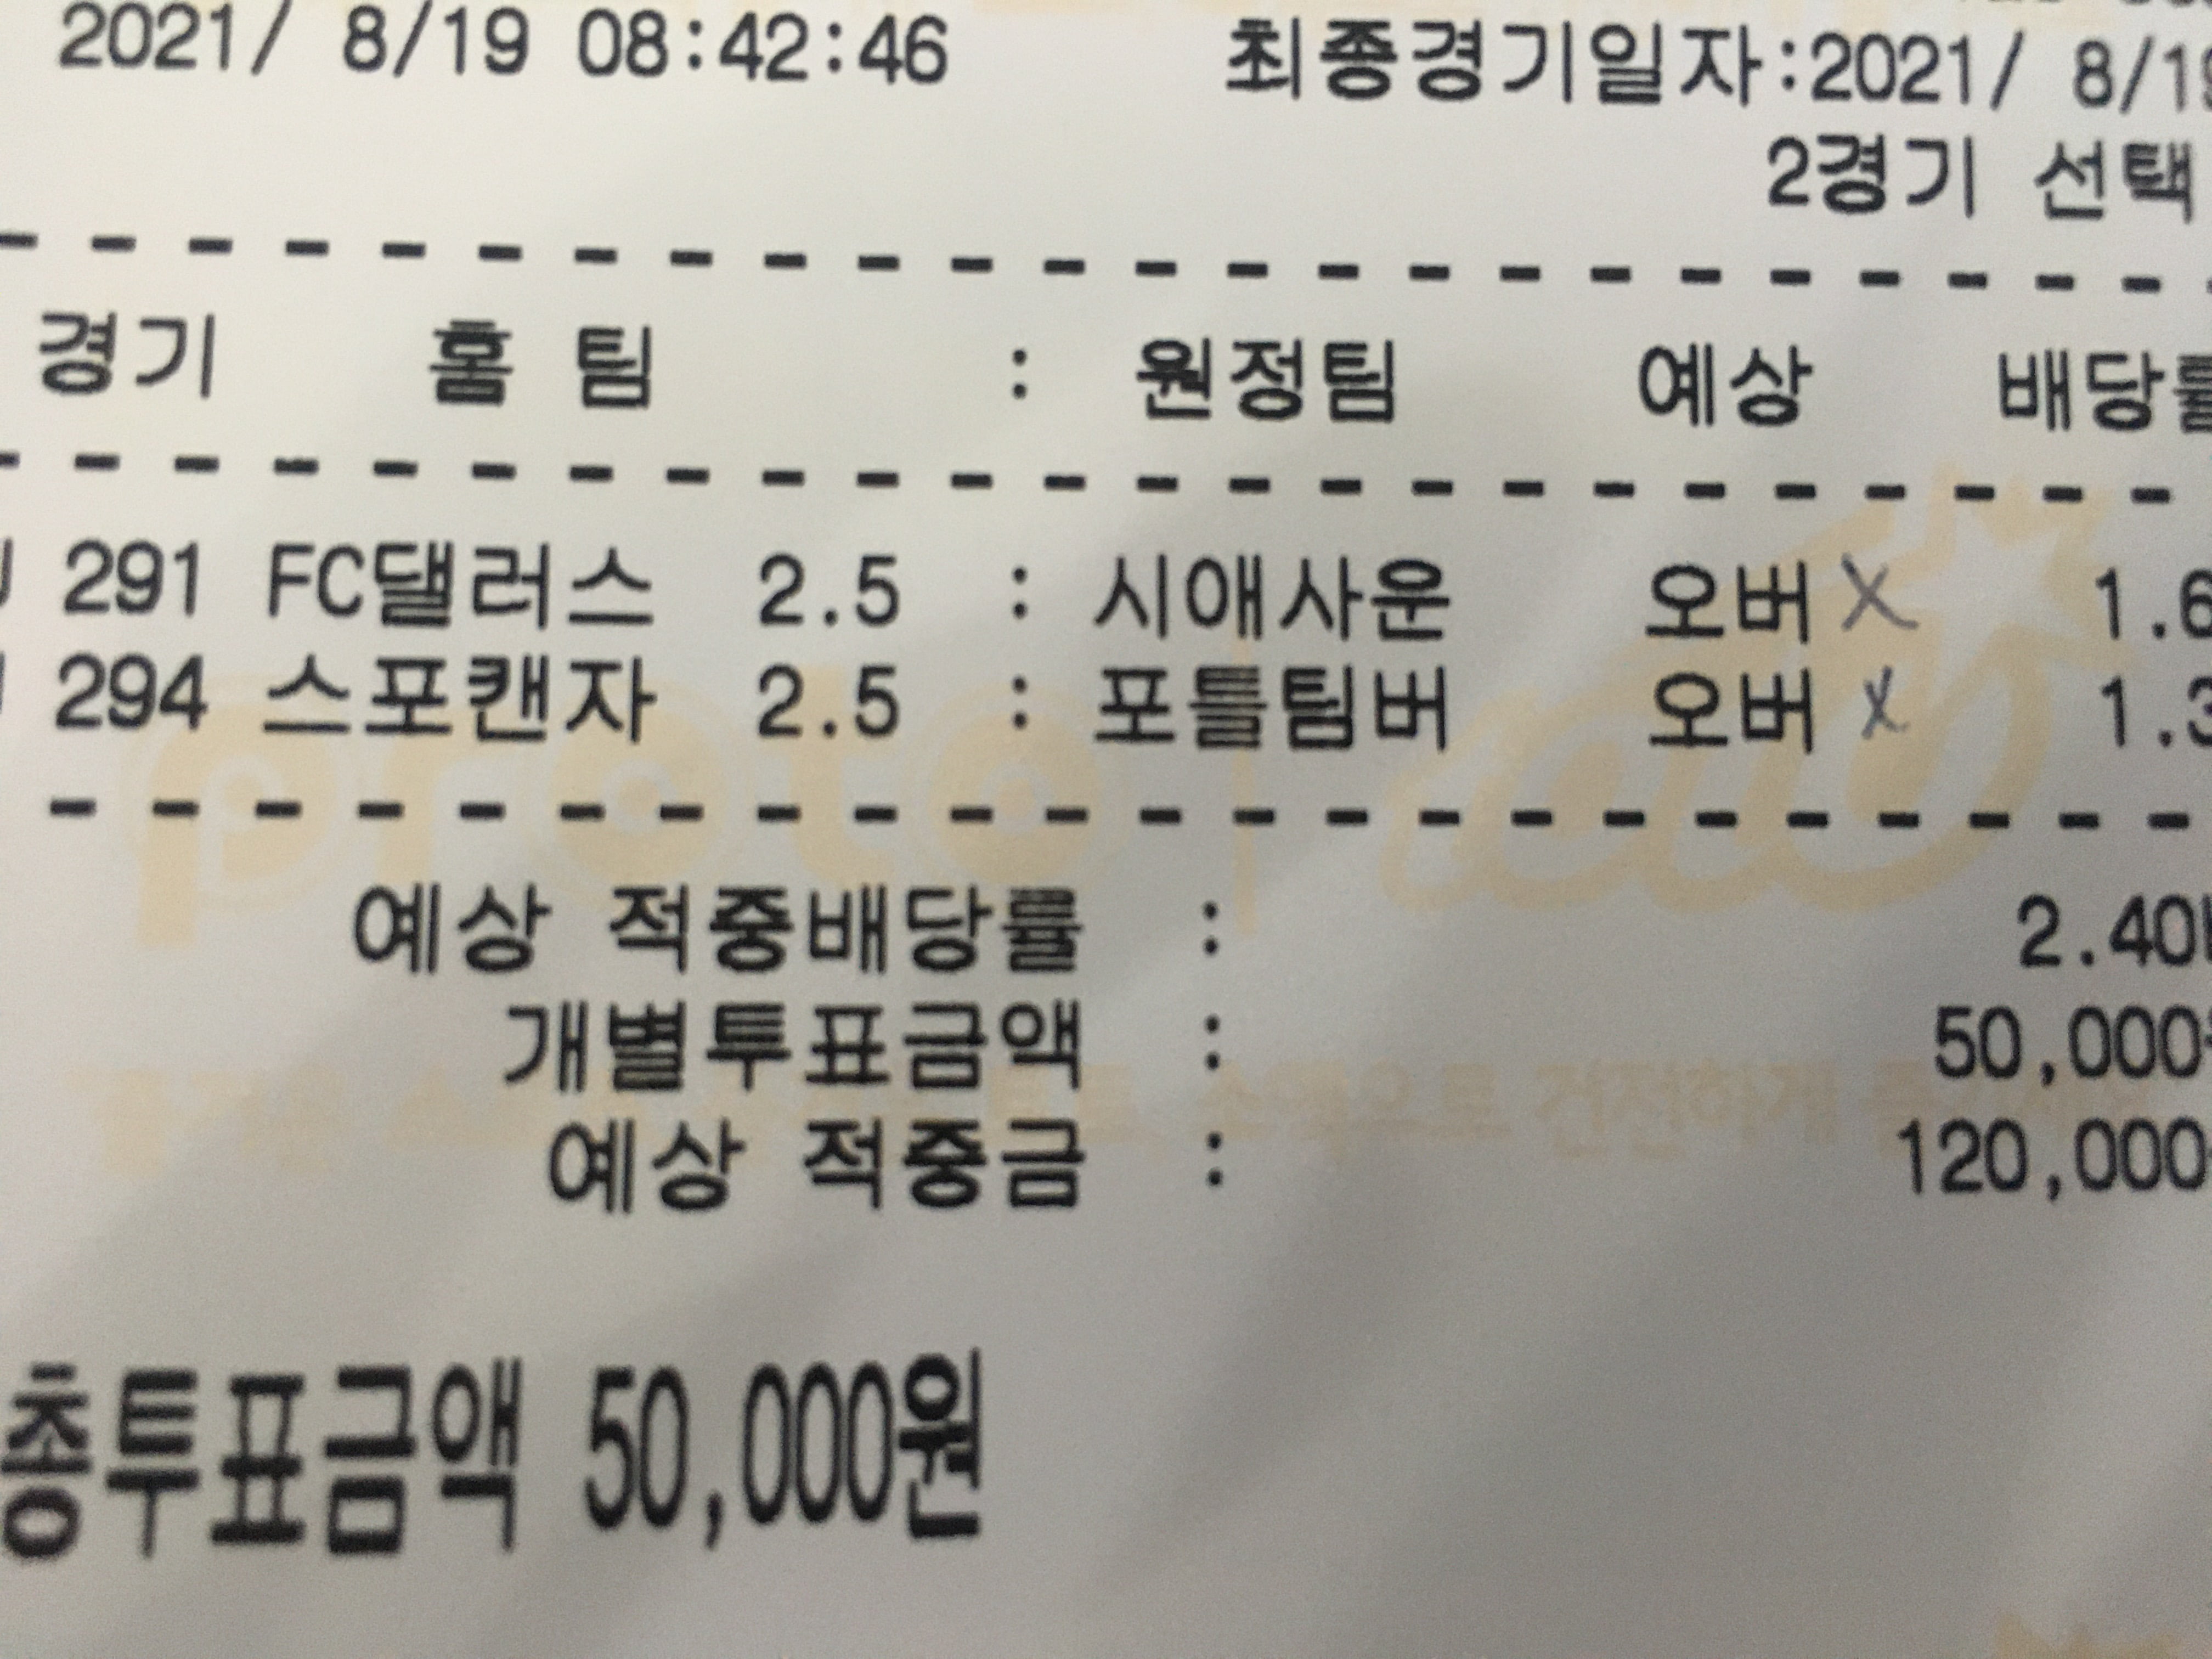 2021/ 8/19 08:42:46 최종경기일자:2021/ 8/19
2경기 선택
경기 홈 팀 : 원정팀 예상 배당률
291 FC댈러스 2.5 : 시애사운 오버 X 1.6
294 스포캔자 2.5 : 포틀팀버 오버 X 1.3
예상 적중배당률 : 2.40
개별투표금액 : 50,000
예상 적중금 : 120,000
총투표금액 50,000원
proto